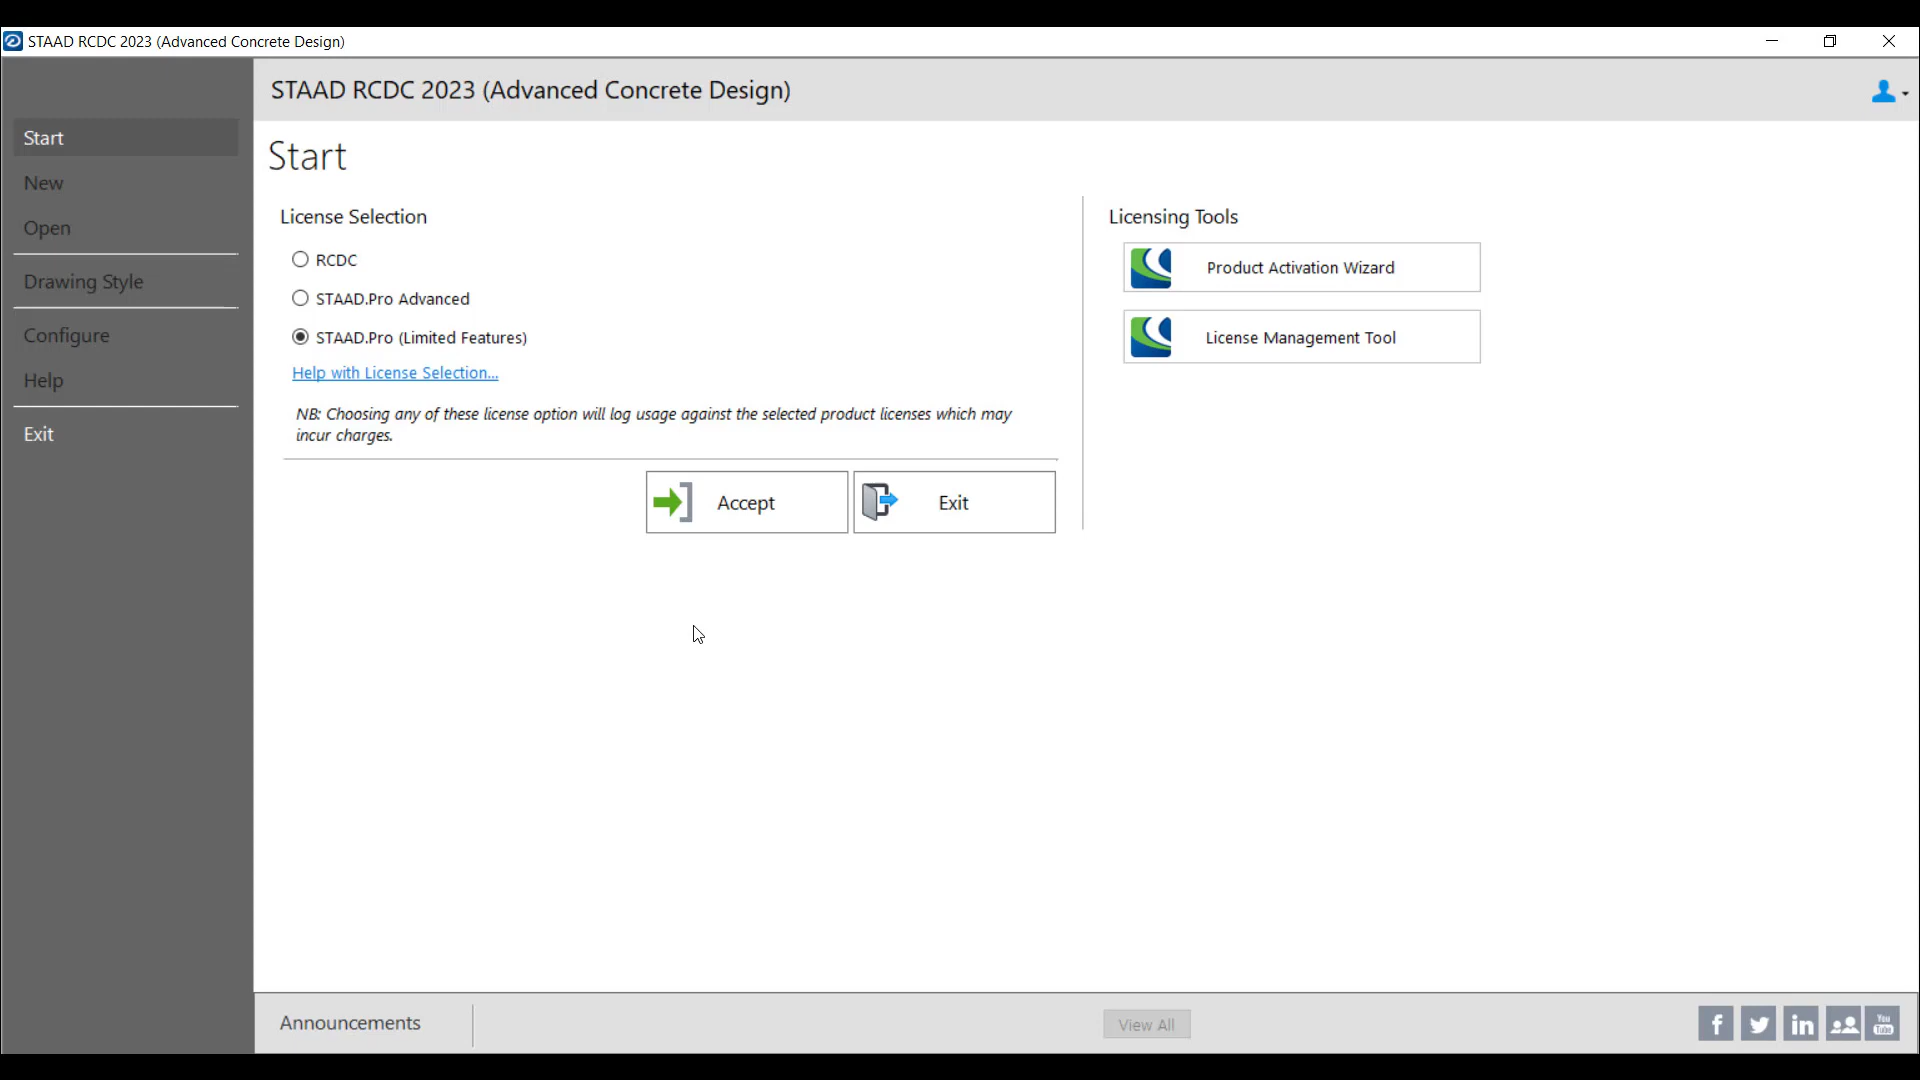 STAAD RCDC 2023 (Advanced Concrete Design)
STAAD RCDC 2023 (Advanced Concrete Design)
Start
New
Open
Drawing Style
Configure
Help
Exit
Start
License Selection
RCDC
STAAD.Pro Advanced
STAAD.Pro (Limited Features)
Help with License Selection...
NB: Choosing any of these license option will log usage against the selected product licenses which may
incur charges.
Accept
Exit
Licensing Tools
Product Activation Wizard
License Management Tool
Announcements
View All
f
in
You
Tube